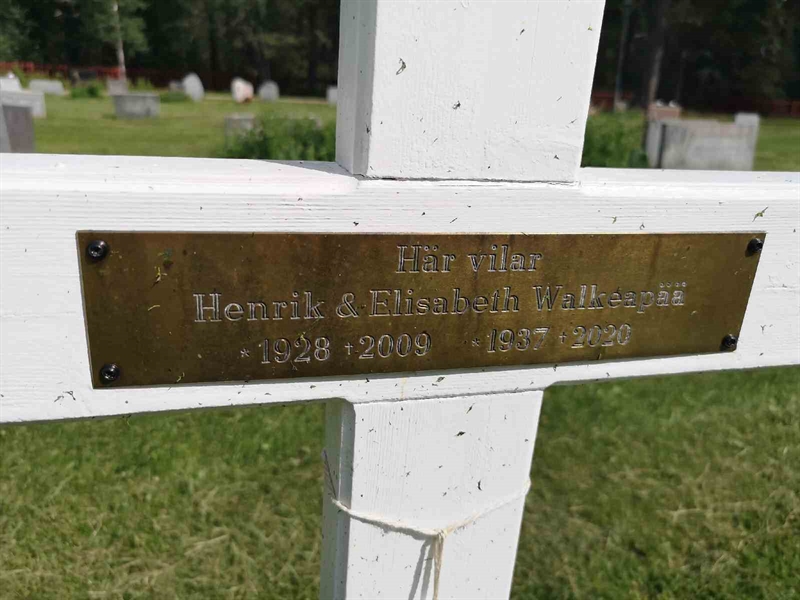 Här vilar
Henrik & Elisabeth Walkeapää
* 1928 + 2009 * 1937 + 2020